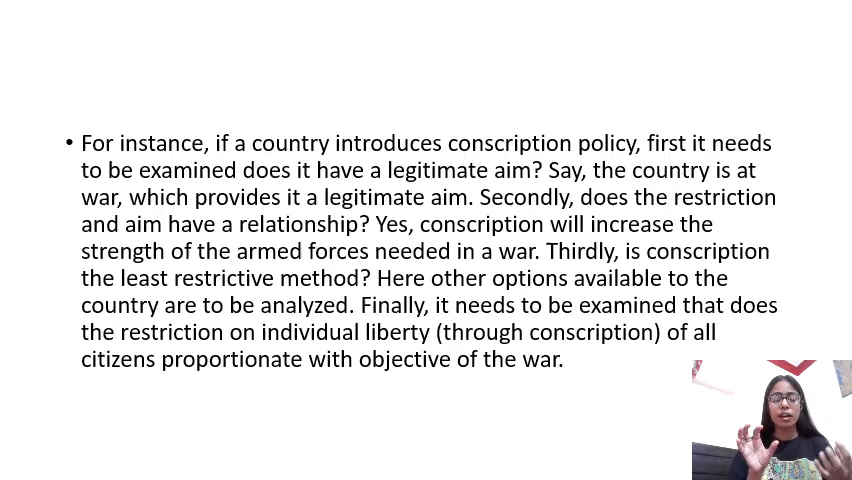 • For instance, if a country introduces conscription policy, first it needs
to be examined does it have a legitimate aim? Say, the country is at
war, which provides it a legitimate aim. Secondly, does the restriction
and aim have a relationship? Yes, conscription will increase the
strength of the armed forces needed in a war. Thirdly, is conscription
the least restrictive method? Here other options available to the
country are to be analyzed. Finally, it needs to be examined that does
the restriction on individual liberty (through conscription) of all
citizens proportionate with objective of the war.